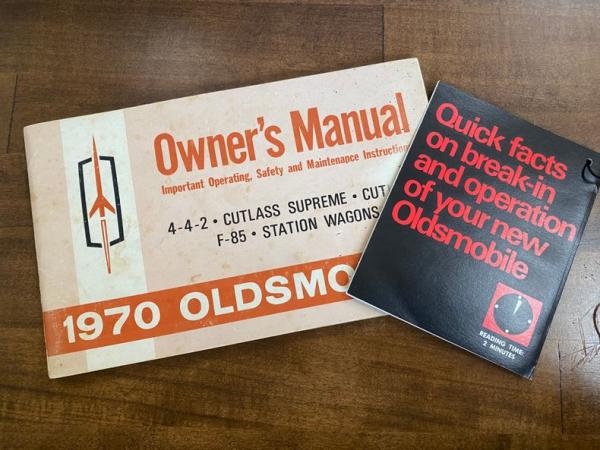 Owner's Manual
Important Operating, Safety and Maintenance Instruction
4-4-2 • CUTLASS SUPREME • CUT
F-85 • STATION WAGONS
1970 OLDSMO
Quick facts
on break-in
and operation
of your new
Oldsmobile
READING TIME:
2 MINUTES